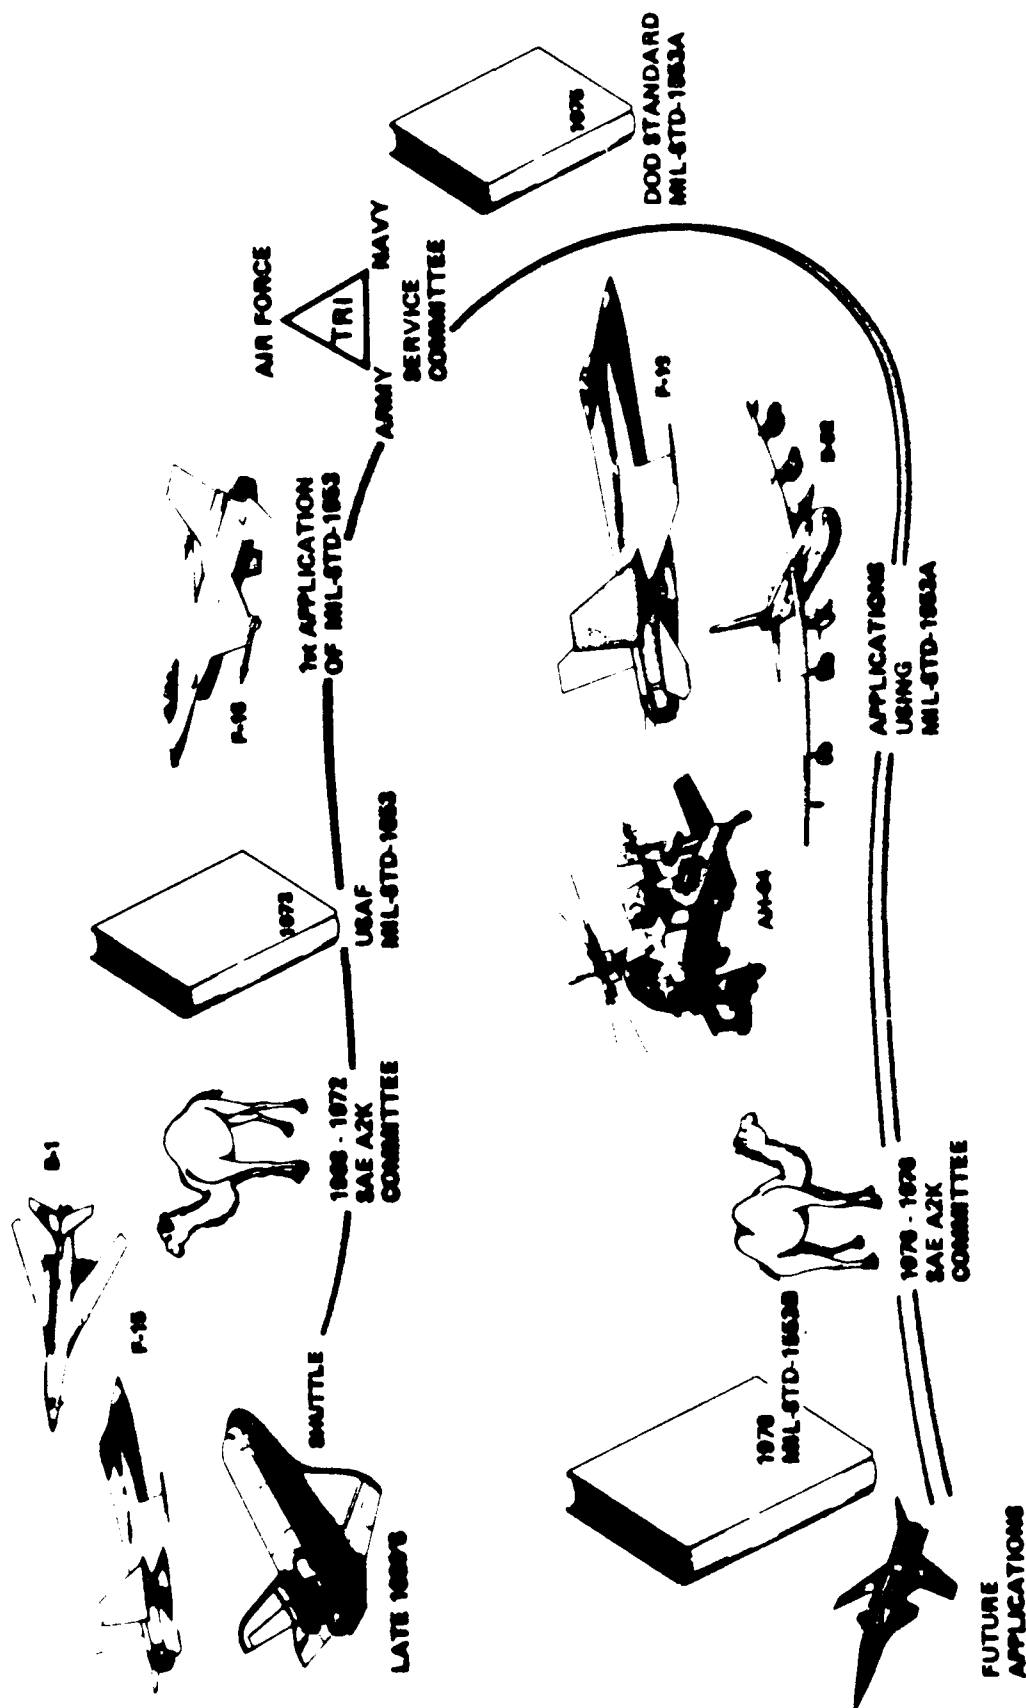 B-1
F-15
SHUTTLE
LATE 1960'S
1968 - 1972
SAE A2K
COMMITTEE
1973
USAF
MIL-STD-1553
F-16
1st APPLICATION
OF MIL-STD-1553
AIR FORCE
TRI
ARMY NAVY
SERVICE
COMMITTEE
1975
DOD STANDARD
MIL-STD-1553A
B-52
AH-64
APPLICATIONS
USING
MIL-STD-1553A
1976 - 1978
SAE A2K
COMMITTEE
1978
MIL-STD-1553B
FUTURE
APPLICATIONS